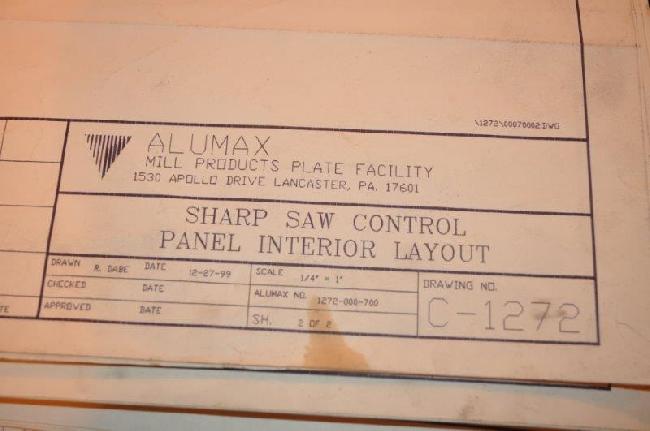 \1272\00070002.DWG
ALUMAX
MILL PRODUCTS PLATE FACILITY
1530 APOLLO DRIVE LANCASTER, PA. 17601
SHARP SAW CONTROL
PANEL INTERIOR LAYOUT
DRAWN R. DABE DATE 12-27-99
CHECKED DATE
APPROVED DATE
SCALE 1/4" = 1"
ALUMAX NO. 1272-000-700
SH. 2 OF 2
DRAWING NO.
C-1272